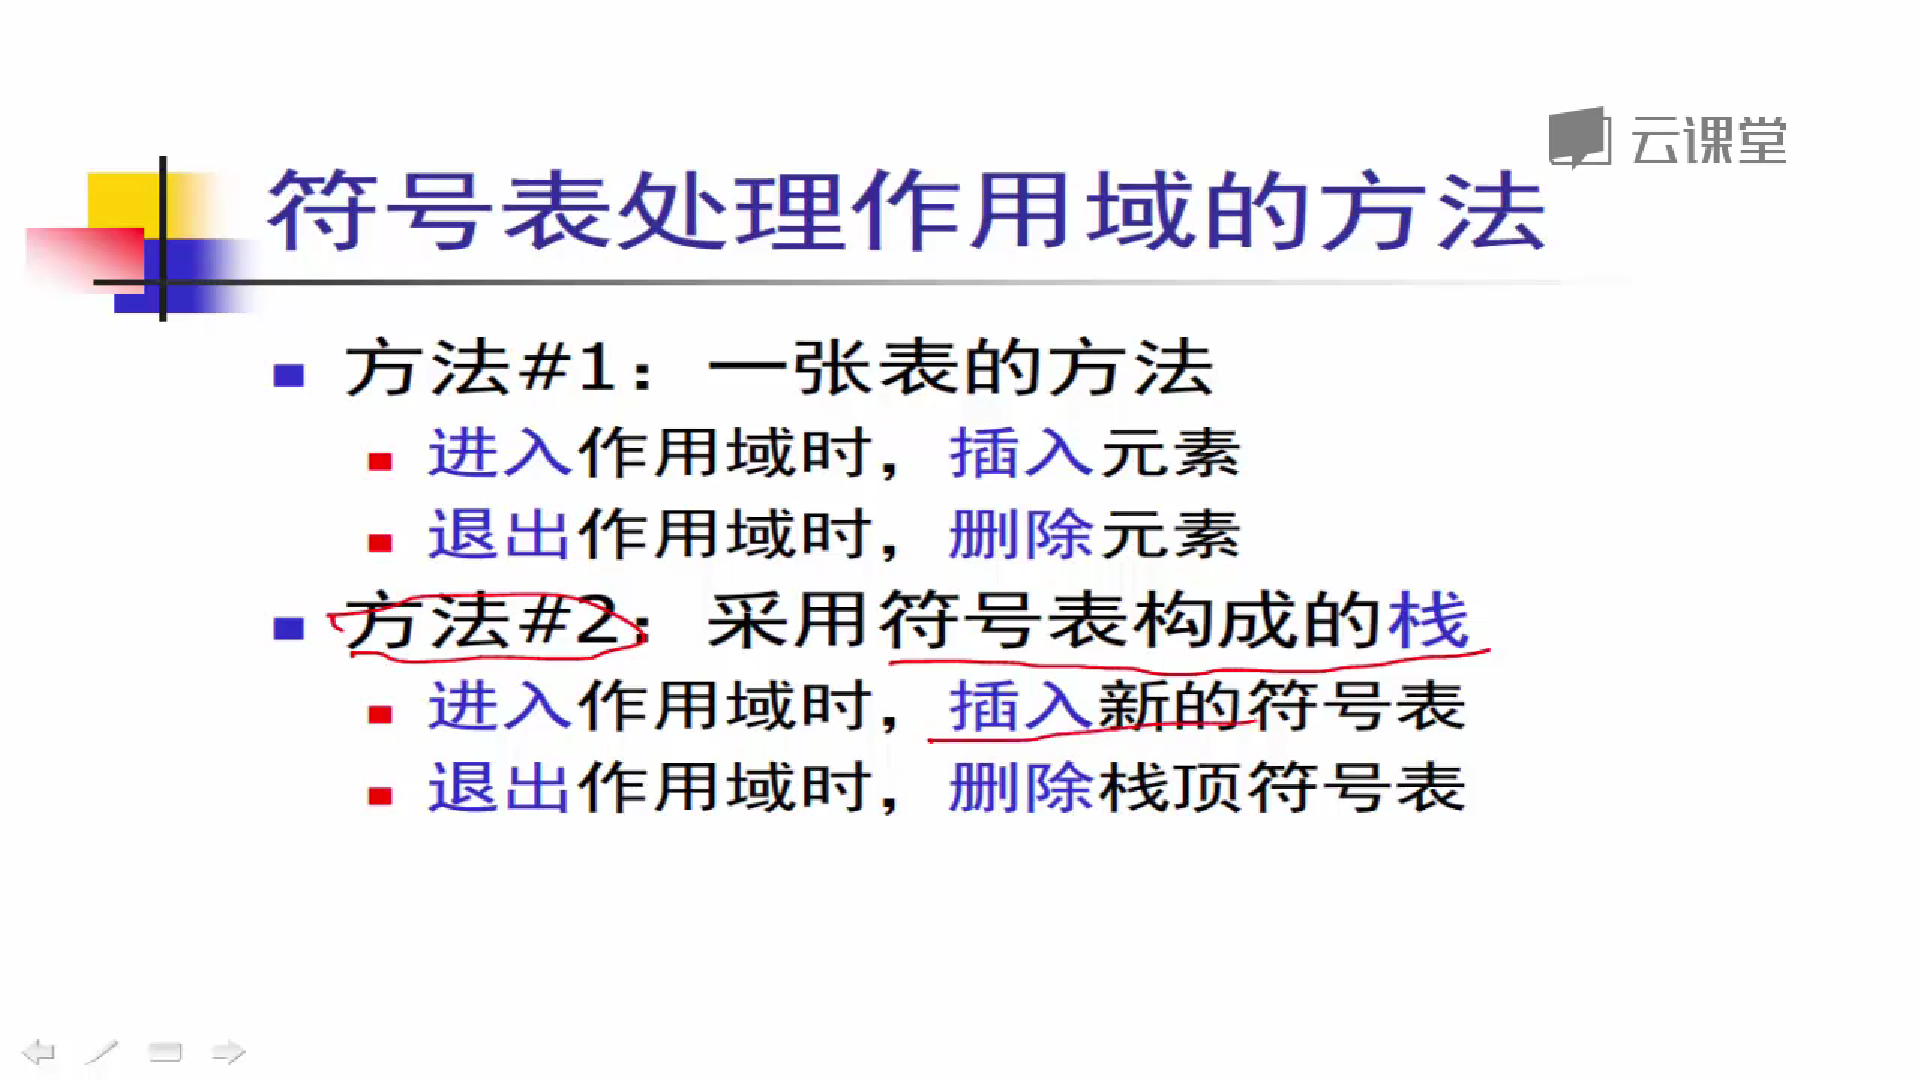 云课堂
符号表处理作用域的方法
方法#1：一张表的方法
进入作用域时，插入元素
退出作用域时，删除元素
方法#2：采用符号表构成的栈
进入作用域时，插入新的符号表
退出作用域时，删除栈顶符号表